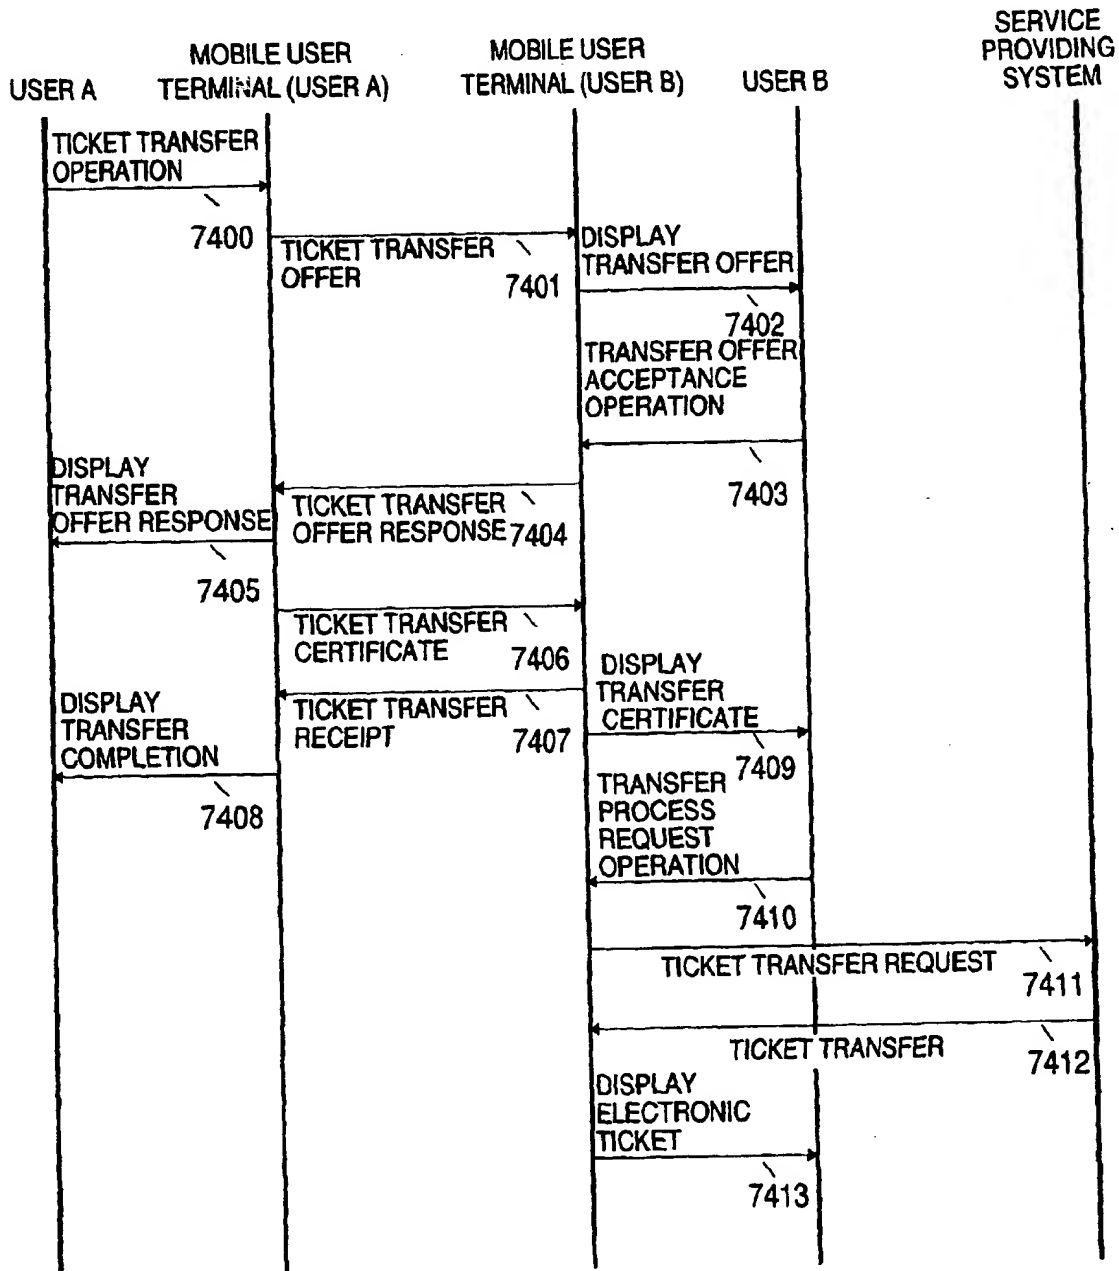 SERVICE
PROVIDING
SYSTEM
MOBILE USER
TERMINAL (USER A)
MOBILE USER
TERMINAL (USER B)
USER A
USER B
TICKET TRANSFER
OPERATION
7400
TICKET TRANSFER
OFFER
7401
DISPLAY
TRANSFER OFFER
7402
TRANSFER OFFER
ACCEPTANCE
OPERATION
7403
TICKET TRANSFER
OFFER RESPONSE
7404
DISPLAY
TRANSFER
OFFER RESPONSE
7405
TICKET TRANSFER
CERTIFICATE
7406
TICKET TRANSFER
RECEIPT
7407
DISPLAY
TRANSFER
COMPLETION
7408
DISPLAY
TRANSFER
CERTIFICATE
7409
TRANSFER
PROCESS
REQUEST
OPERATION
7410
TICKET TRANSFER REQUEST
7411
TICKET TRANSFER
7412
DISPLAY
ELECTRONIC
TICKET
7413